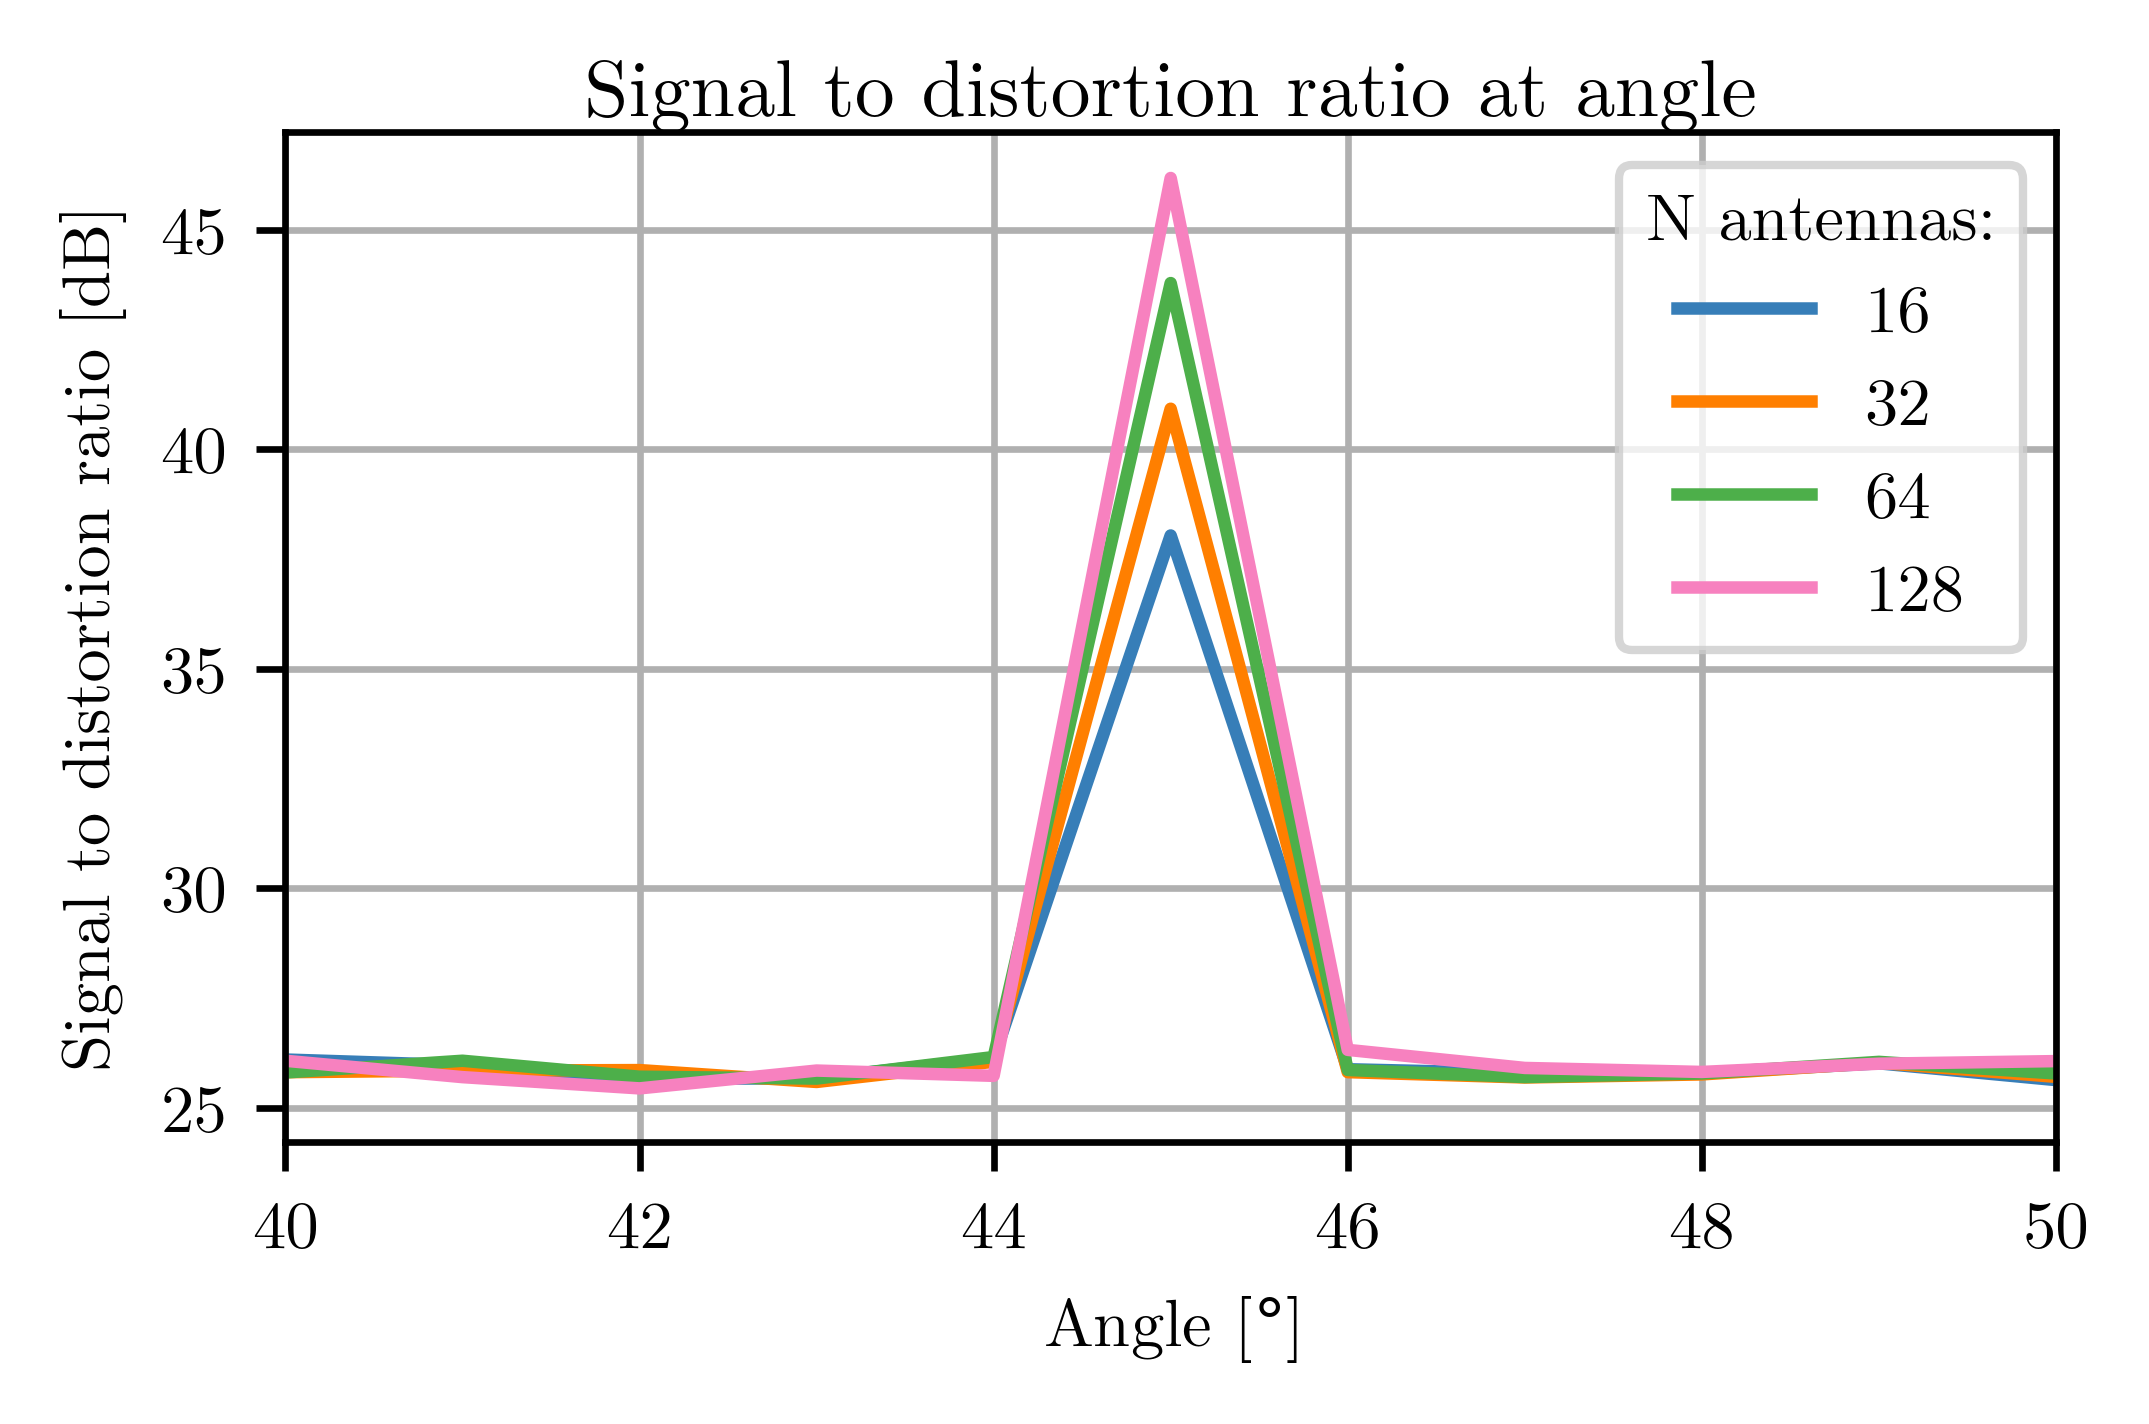 Signal to distortion ratio at angle
Signal to distortion ratio [dB]
45
40
35
30
25
40 42 44 46 48 50
Angle [°]
N antennas:
16
32
64
128